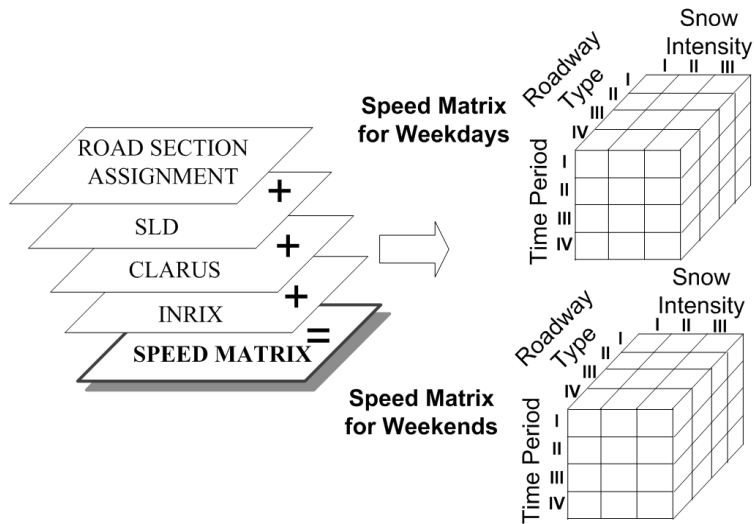 ROAD SECTION
ASSIGNMENT
+
SLD
+
CLARUS
+
INRIX
=
SPEED MATRIX
Speed Matrix
for Weekdays
Roadway
Type
I
II
III
IV
Snow
Intensity
I II III
Time Period
I
II
III
IV
Speed Matrix
for Weekends
Roadway
Type
I
II
III
IV
Snow
Intensity
I II III
Time Period
I
II
III
IV